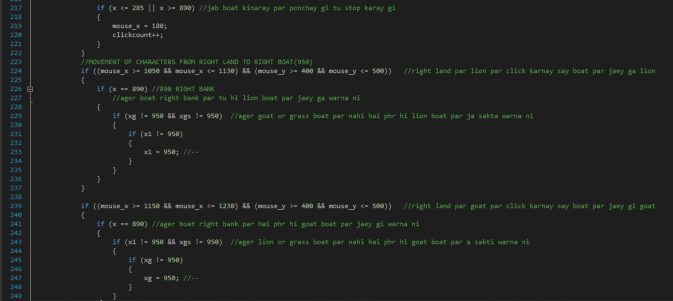 217 if (x <= 285 || x >= 890) //jab boat kinaray par ponchay gi tu stop karay gi
218 {
219 mouse_x = 180;
220 clickcount++;
221 }
222 }
223 //MOVEMENT OF CHARACTERS FROM RIGHT LAND TO RIGHT BOAT(950)
224 if ((mouse_x >= 1050 && mouse_x <= 1130) && (mouse_y >= 400 && mouse_y <= 500)) //right land par lion par click karnay say boat par jaey ga lion
225 {
226 if (x == 890) //890 RIGHT BANK
227 //ager boat right bank par tu hi lion boat par jaey ga warna ni
228 {
229 if (xg != 950 && xgs != 950) //ager goat or grass boat par nahi hai phr hi lion boat par ja sakta warna ni
230 {
231 if (xl != 950)
232 {
233 xl = 950; //--
234 }
235 }
236 }
237 }
238
239 if ((mouse_x >= 1150 && mouse_x <= 1230) && (mouse_y >= 400 && mouse_y <= 500)) //right land par goat par click karnay say boat par jaey gi goat
240 {
241 if (x == 890) //ager boat right bank par hai phr hi goat boat par jaey gi warna ni
242 {
243 if (xl != 950 && xgs != 950) //ager lion or grass boat par nahi hai phr hi goat boat par a sakti warna ni
244 {
245 if (xg != 950)
246 {
247 xg = 950; //--
248 }
249 }